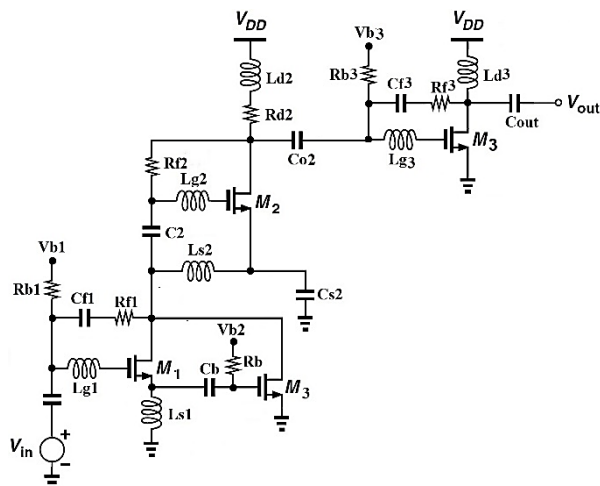 VDD
VDD
Vb3
Ld2
Rb3
Cf3
Rf3
Ld3
Rd2
Vout
Cout
Co2
Lg3
M3
Rf2
Lg2
M2
C2
Vb1
Ls2
Rb1
Cf1
Rf1
Cs2
Vb2
M1
Cb
Rb
M3
Lg1
Ls1
Vin
+
−